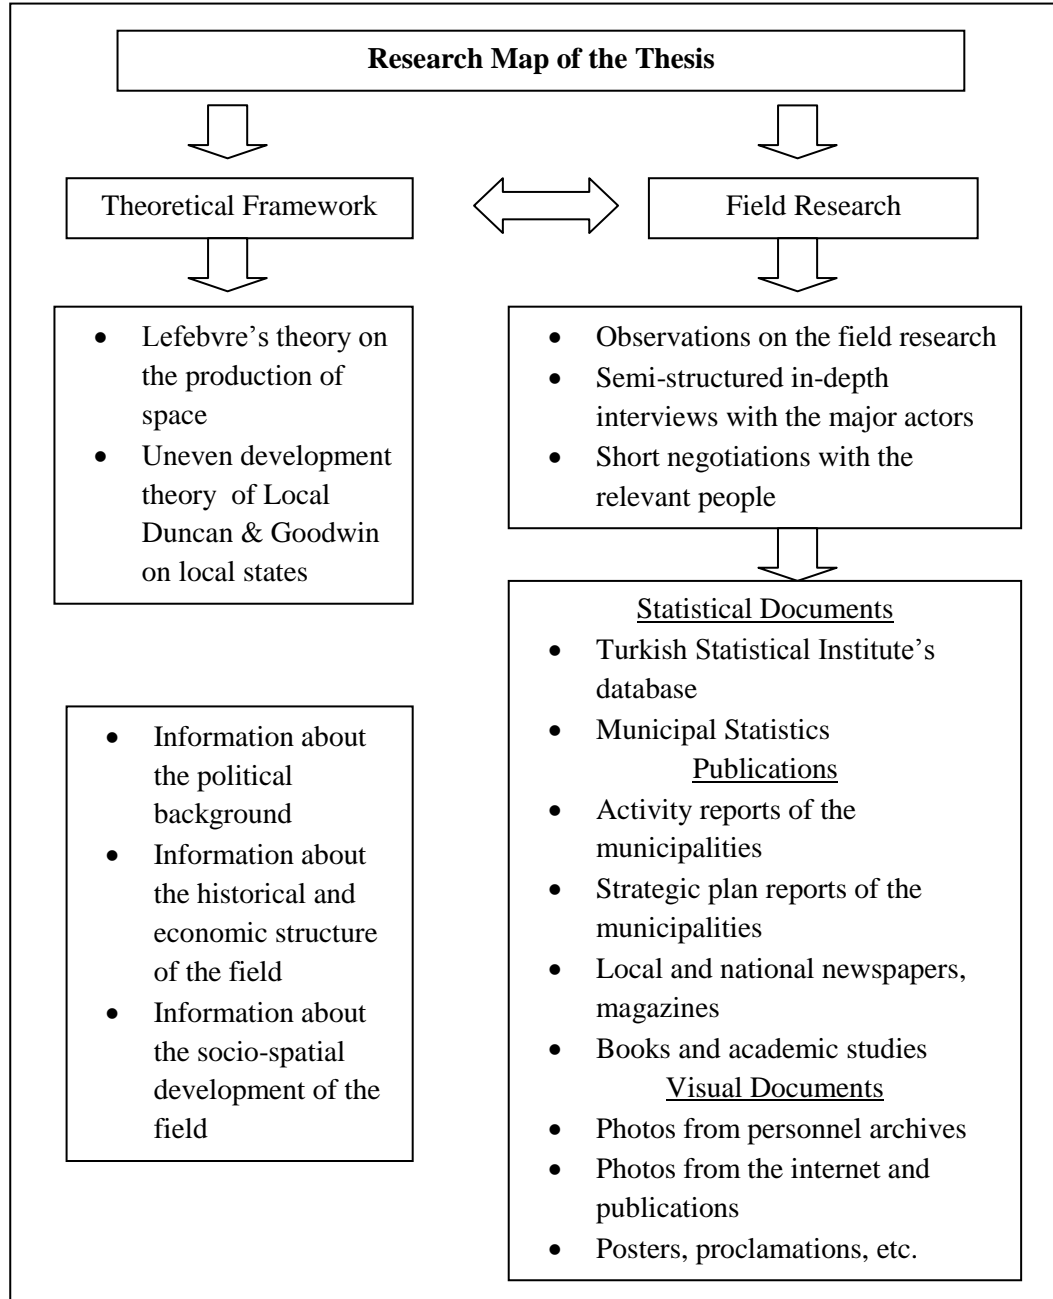 Research Map of the Thesis
Theoretical Framework
Field Research
• Lefebvre’s theory on
the production of
space
• Uneven development
theory of Local
Duncan & Goodwin
on local states
• Observations on the field research
• Semi-structured in-depth
interviews with the major actors
• Short negotiations with the
relevant people
• Information about
the political
background
• Information about
the historical and
economic structure
of the field
• Information about
the socio-spatial
development of the
field
Statistical Documents
• Turkish Statistical Institute’s
database
• Municipal Statistics
Publications
• Activity reports of the
municipalities
• Strategic plan reports of the
municipalities
• Local and national newspapers,
magazines
• Books and academic studies
Visual Documents
• Photos from personnel archives
• Photos from the internet and
publications
• Posters, proclamations, etc.